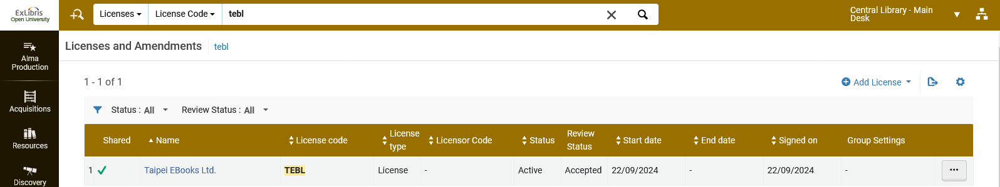 ExLibris
Open University
Licenses License Code tebl
Central Library - Main
Desk
Alma
Production
Acquisitions
Resources
Discovery
Licenses and Amendments tebl
1 - 1 of 1
Add License
Status : All Review Status : All
Shared Name License code License type Licensor Code Status Review Status Start date End date Signed on Group Settings
1 Taipei EBooks Ltd. TEBL License - Active Accepted 22/09/2024 - 22/09/2024 -